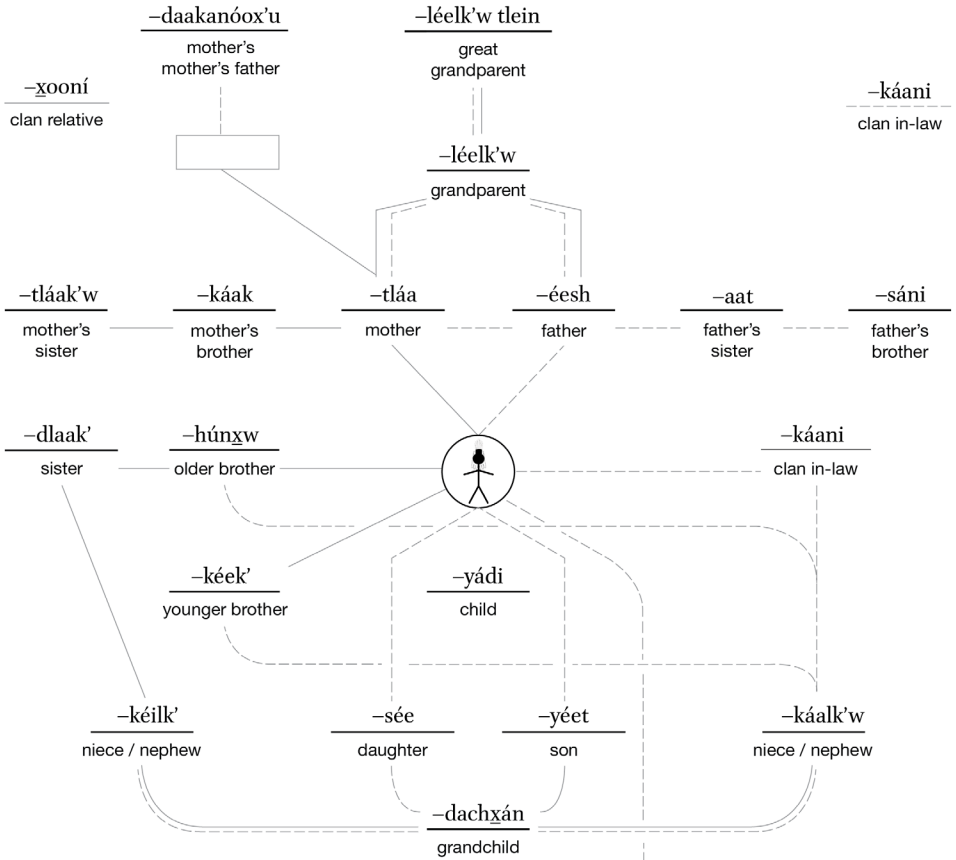 –daakanóox’u
mother’s
mother’s father
–léelk’w tlein
great
grandparent
–x̲ooní
clan relative
–káani
clan in-law
–léelk’w
grandparent
–tláak’w
mother’s
sister
–káak
mother’s
brother
–tláa
mother
–éesh
father
–aat
father’s
sister
–sáni
father’s
brother
–dlaak’
sister
–húnx̲w
older brother
–káani
clan in-law
–kéek’
younger brother
–yádi
child
–kéilk’
niece / nephew
–sée
daughter
–yéet
son
–káalk’w
niece / nephew
–dachx̲án
grandchild